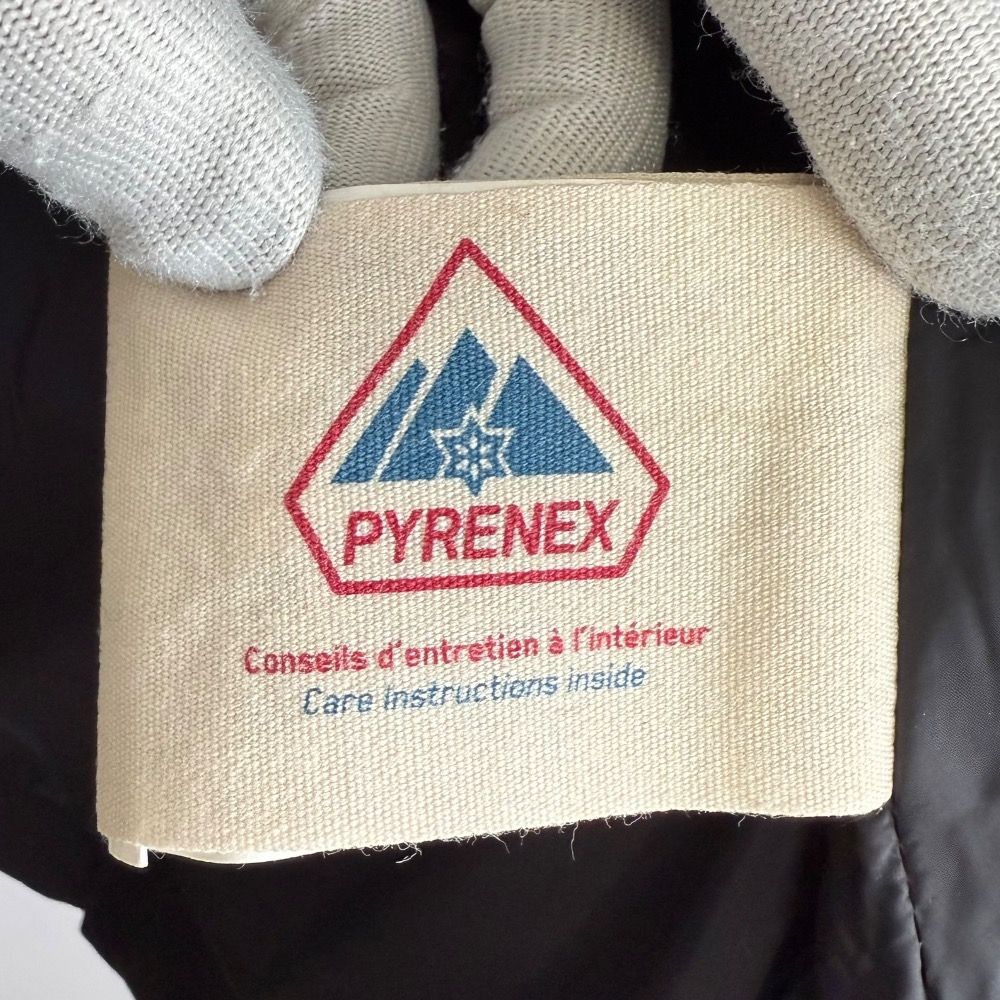 PYRENEX
Conseils d'entretien à l'intérieur
Care instructions inside